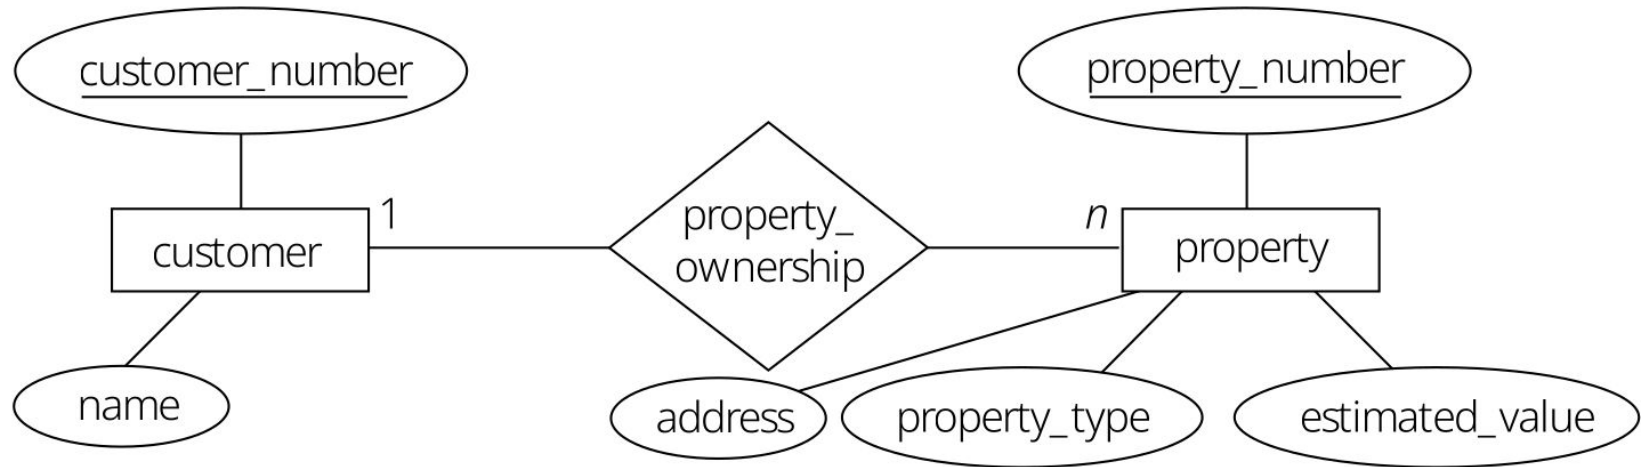 customer_number
property_number
customer
1
property_
ownership
n
property
name
address
property_type
estimated_value